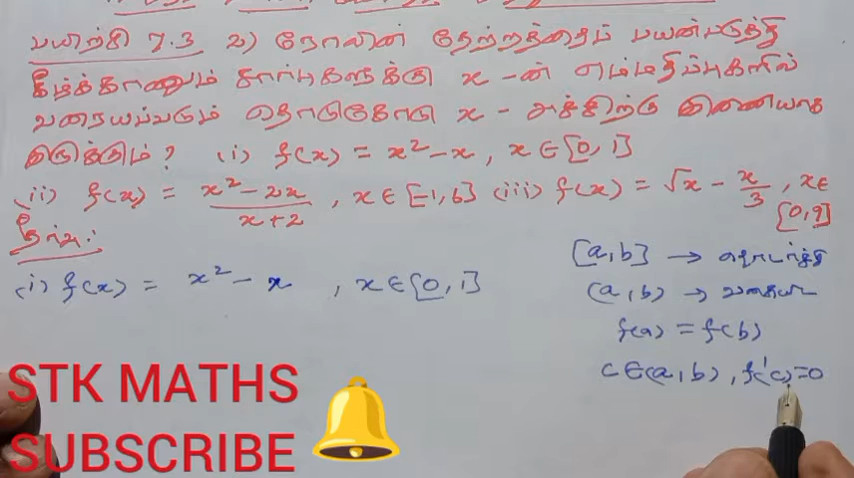 பயிற்சி 7.3 2) ரோலின் தேற்றத்தைப் பயன்படுத்தி
கீழ்க்காணும் சார்புகளுக்கு x-ன் எம்மதிப்புகளில்
வரையப்படும் தொடுகோடு x - அச்சிற்கு இணையாக
இருக்கும்? (i) f(x) = x² - x, x ∈ [0, 1]
(ii) f(x) = (x² - 2x)/(x + 2), x ∈ [-1, 6] (iii) f(x) = √x - x/3, x ∈ [0, 9]
தீர்வு:
(i) f(x) = x² - x, x ∈ [0, 1]
[a, b] → தொடர்ச்சி
(a, b) →
f(a) = f(b)
c ∈ (a, b), f'(c) = 0
STK MATHS
SUBSCRIBE